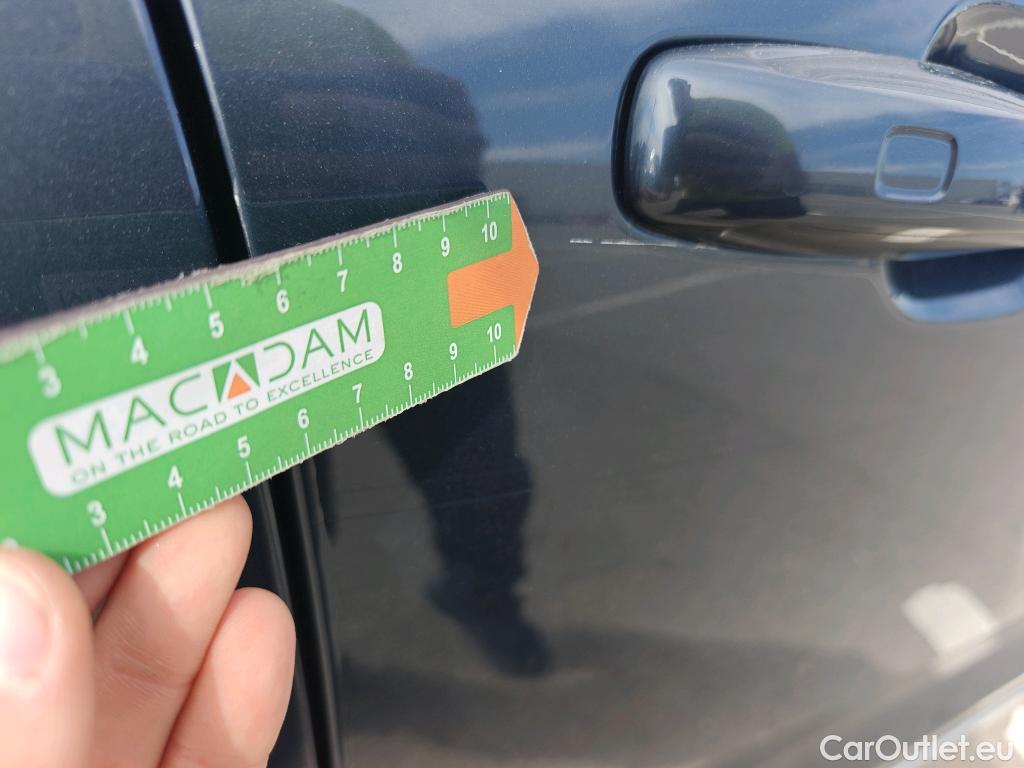 3 4 5 6 7 8 9 10
MACADAM
ON THE ROAD TO EXCELLENCE
3 4 5 6 7 8 9 10
CarOutlet.eu